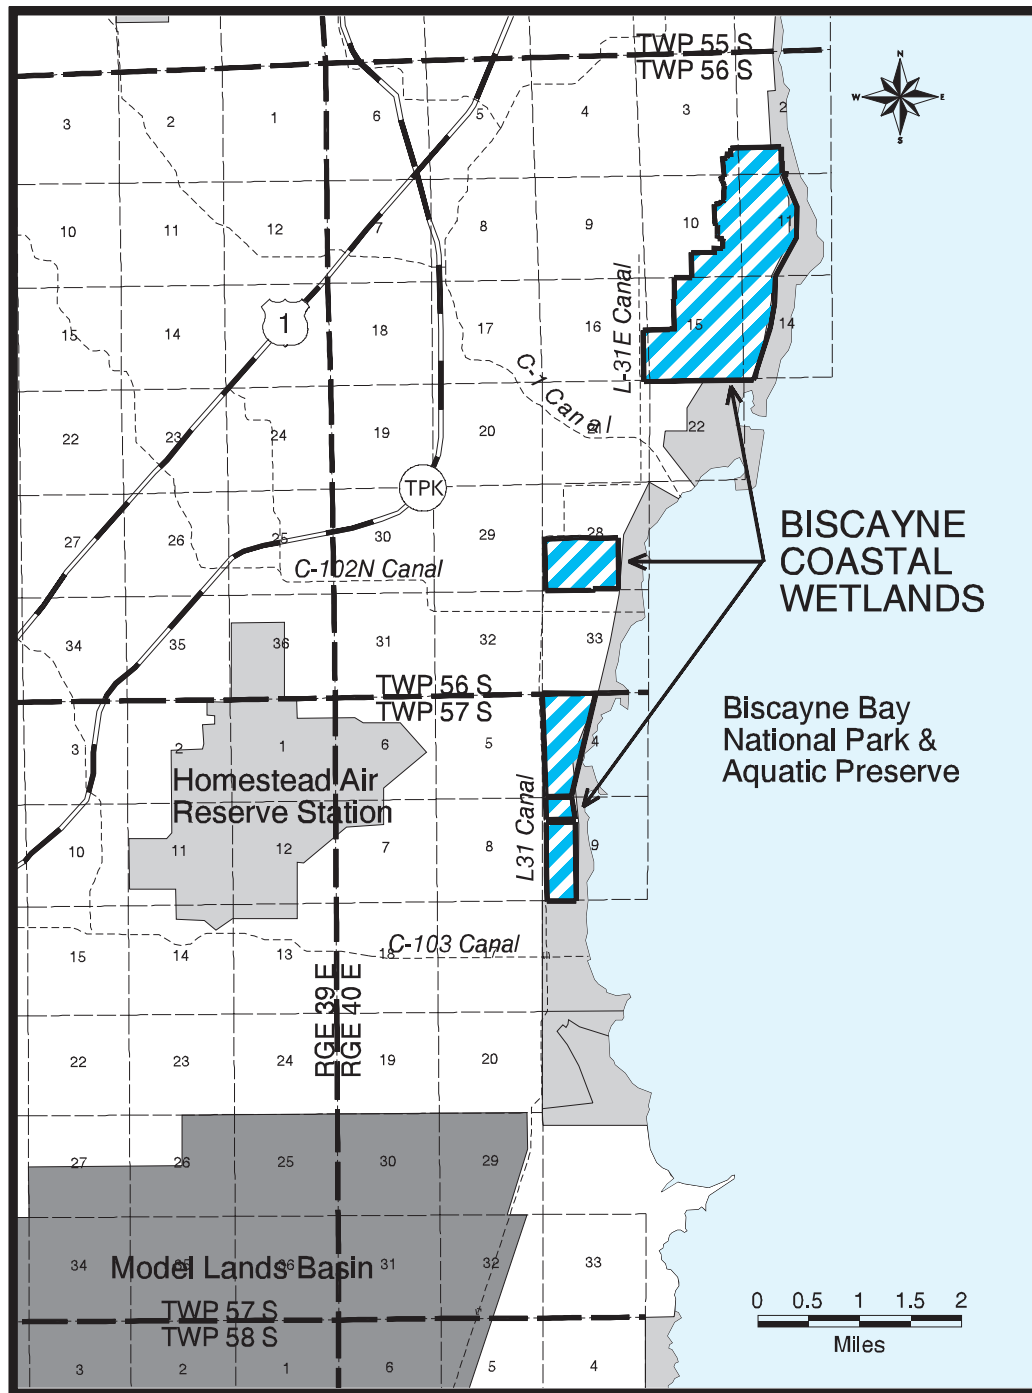 TWP 55 S
TWP 56 S
N
W E
S
3 2 1 6 5 4 3 2
10 11 12 7 8 9 10 11
L-31E Canal
15 14 1 18 17 16 15 14
C-1 Canal
22 23 24 19 20 21 22
TPK
27 26 25 30 29 28
BISCAYNE
COASTAL
WETLANDS
C-102N Canal
34 35 36 31 32 33
TWP 56 S
TWP 57 S
3 2 1 6 5 4
Biscayne Bay
National Park &
Aquatic Preserve
Homestead Air
Reserve Station
L31 Canal
10 11 12 7 8 9
C-103 Canal
15 14 13 18 17
RGE 39 E
RGE 40 E
22 23 24 19 20
27 26 25 30 29
34 35 36 31 32 33
Model Lands Basin
TWP 57 S
TWP 58 S
0 0.5 1 1.5 2
Miles
3 2 1 6 5 4